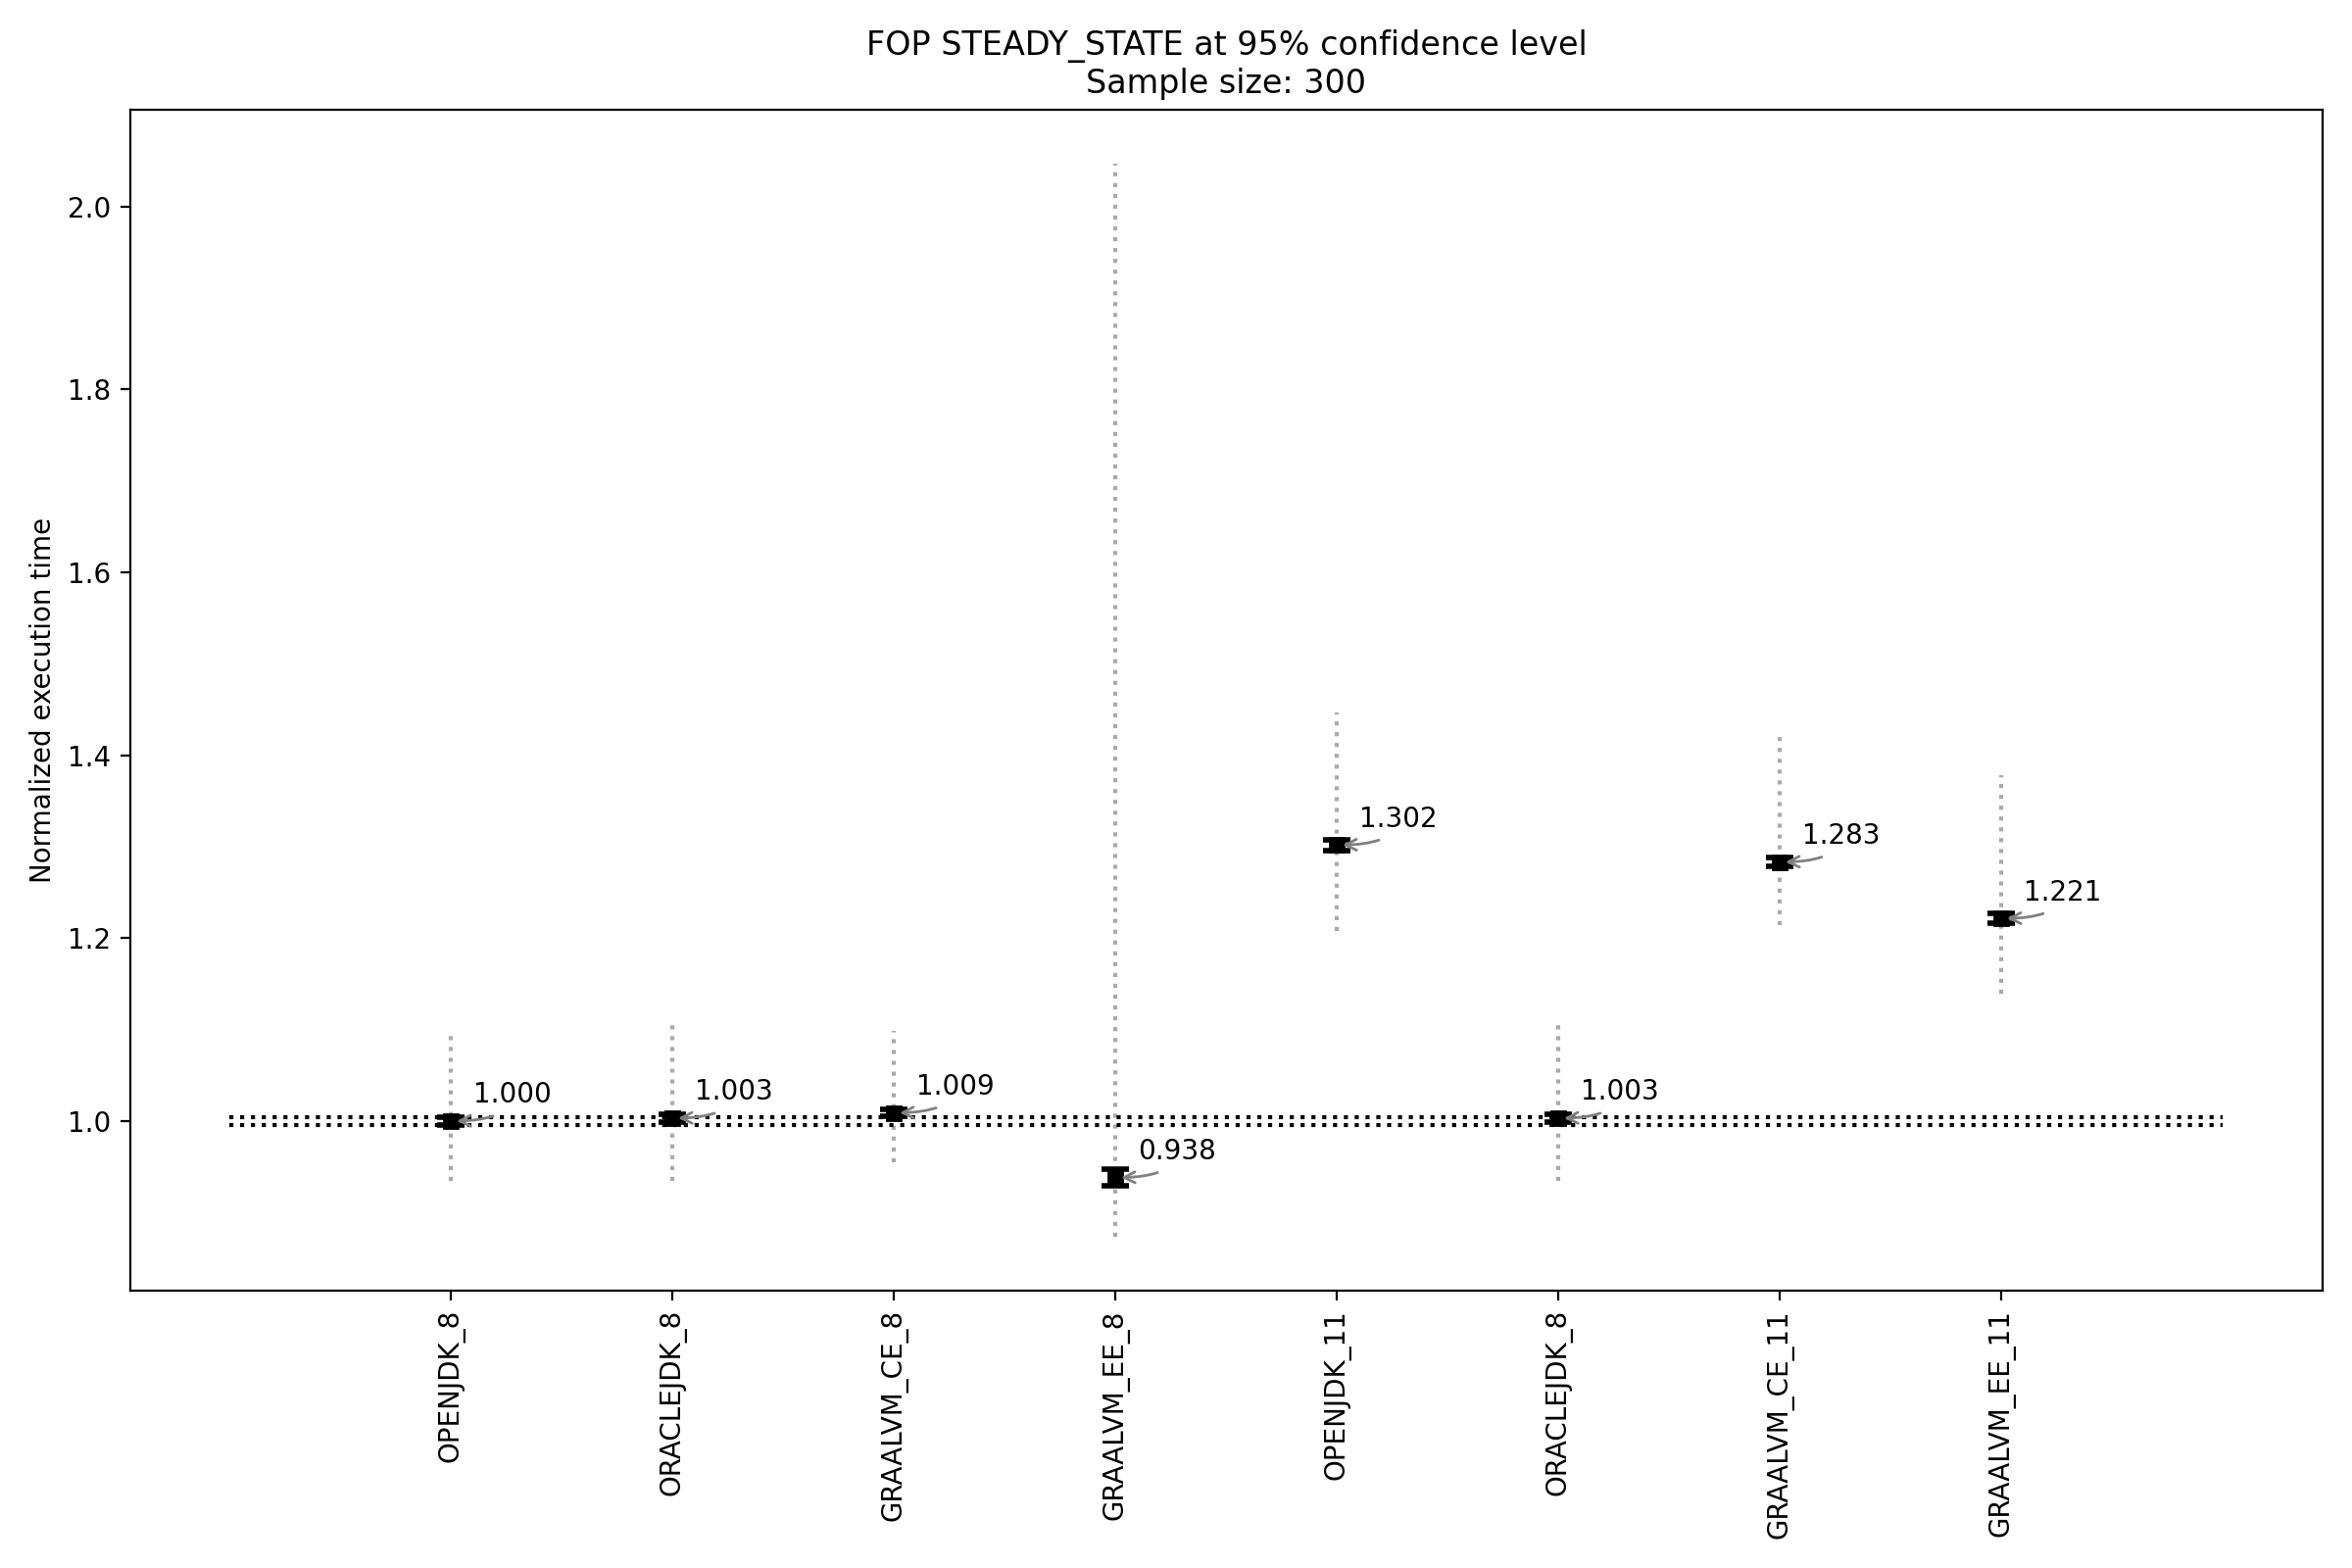 FOP STEADY_STATE at 95% confidence level
Sample size: 300
Normalized execution time
2.0
1.8
1.6
1.4
1.2
1.0
1.000
1.003
1.009
0.938
1.302
1.003
1.283
1.221
OPENJDK_8
ORACLEJDK_8
GRAALVM_CE_8
GRAALVM_EE_8
OPENJDK_11
ORACLEJDK_8
GRAALVM_CE_11
GRAALVM_EE_11